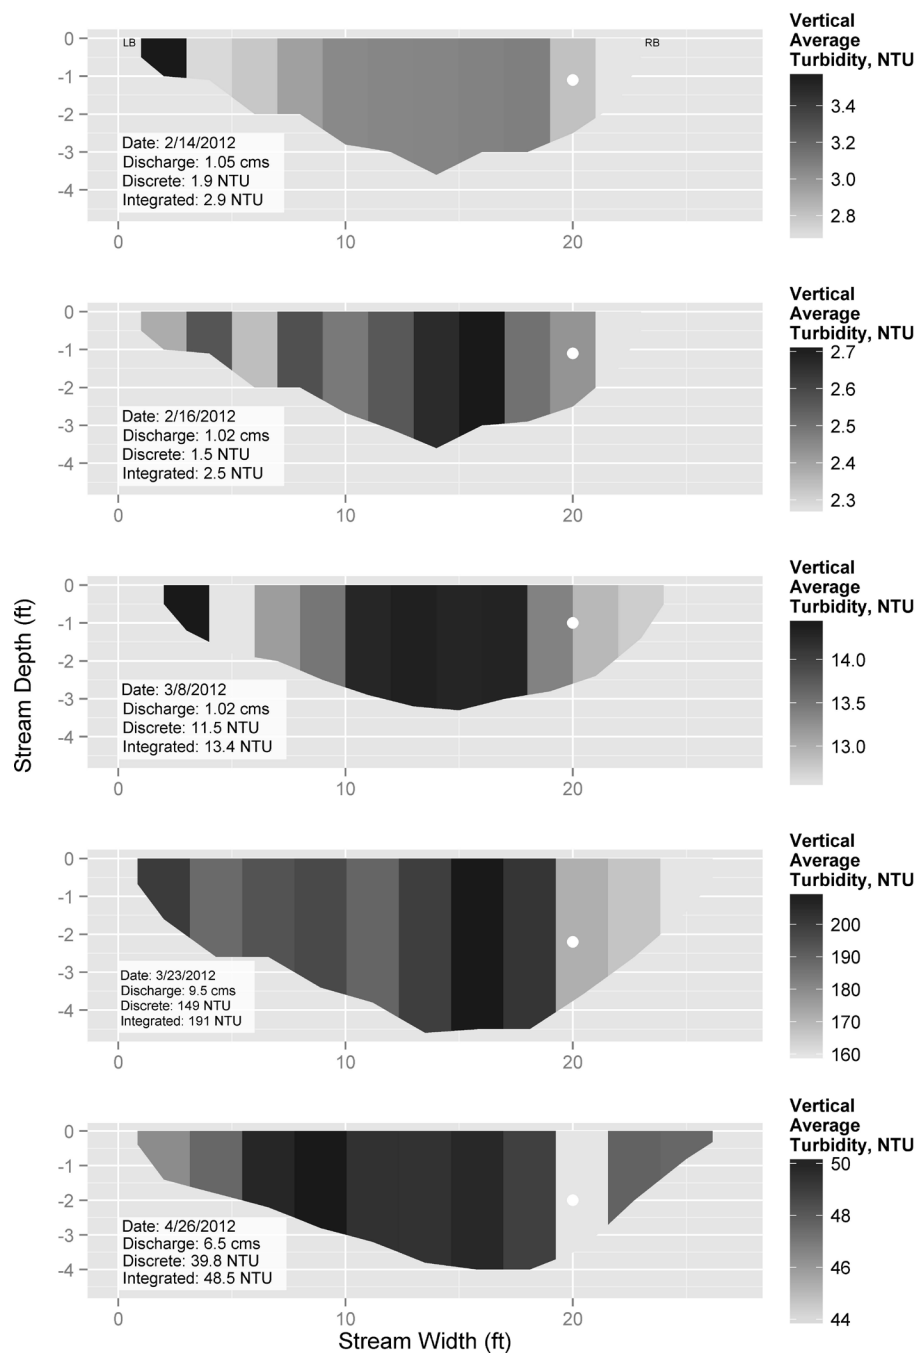 Vertical
Average
Turbidity, NTU
0
LB
RB
-1
-2
-3
-4
Date: 2/14/2012
Discharge: 1.05 cms
Discrete: 1.9 NTU
Integrated: 2.9 NTU
3.4
3.2
3.0
2.8
0
10
20
Vertical
Average
Turbidity, NTU
0
-1
-2
-3
-4
Date: 2/16/2012
Discharge: 1.02 cms
Discrete: 1.5 NTU
Integrated: 2.5 NTU
2.7
2.6
2.5
2.4
2.3
0
10
20
Vertical
Average
Turbidity, NTU
Stream Depth (ft)
0
-1
-2
-3
-4
Date: 3/8/2012
Discharge: 1.02 cms
Discrete: 11.5 NTU
Integrated: 13.4 NTU
14.0
13.5
13.0
0
10
20
Vertical
Average
Turbidity, NTU
0
-1
-2
-3
-4
Date: 3/23/2012
Discharge: 9.5 cms
Discrete: 149 NTU
Integrated: 191 NTU
200
190
180
170
160
0
10
20
Vertical
Average
Turbidity, NTU
0
-1
-2
-3
-4
Date: 4/26/2012
Discharge: 6.5 cms
Discrete: 39.8 NTU
Integrated: 48.5 NTU
50
48
46
44
0
10
20
Stream Width (ft)